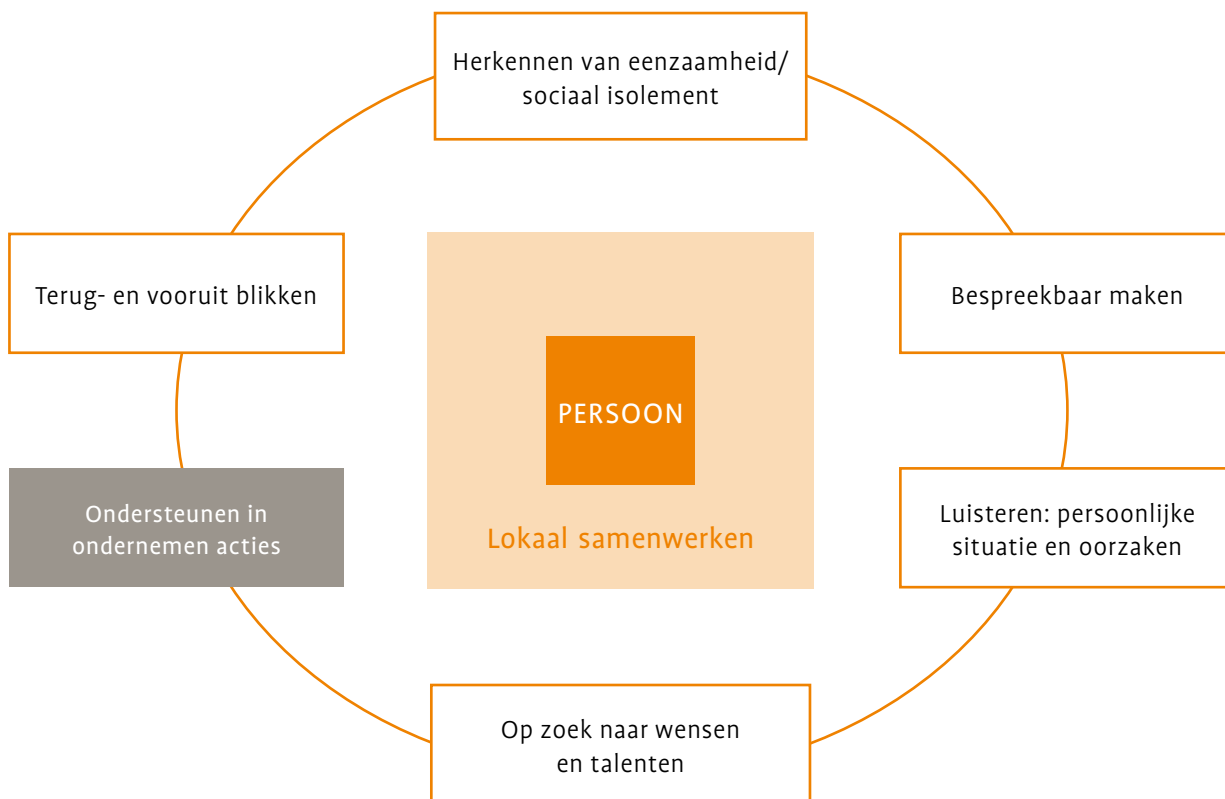 Herkennen van eenzaamheid/
sociaal isolement
Terug- en vooruit blikken
Bespreekbaar maken
PERSOON
Lokaal samenwerken
Ondersteunen in
ondernemen acties
Luisteren: persoonlijke
situatie en oorzaken
Op zoek naar wensen
en talenten